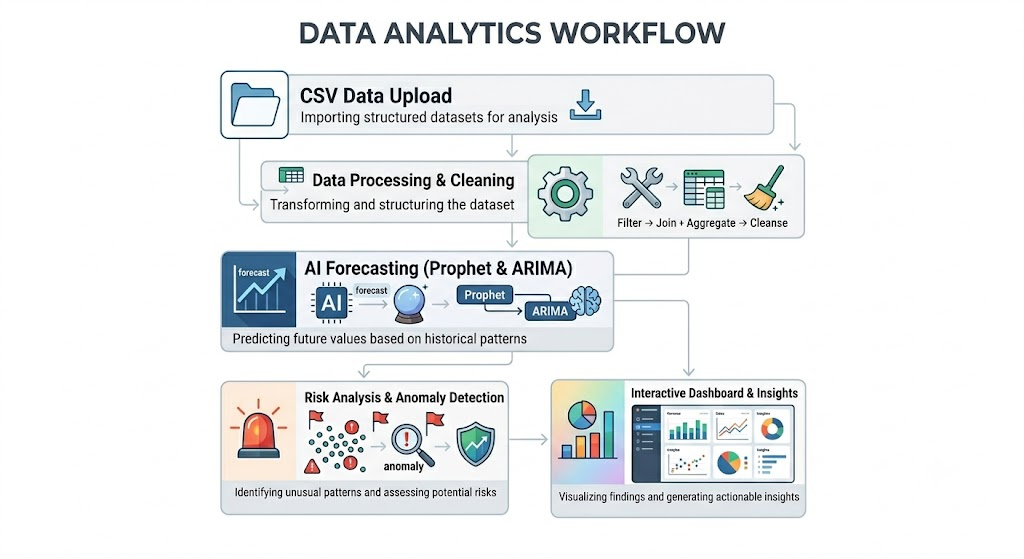 DATA ANALYTICS WORKFLOW
CSV Data Upload
Importing structured datasets for analysis
Data Processing & Cleaning
Transforming and structuring the dataset
Filter → Join + Aggregate → Cleanse
AI Forecasting (Prophet & ARIMA)
forecast
AI
forecast
Prophet
ARIMA
Predicting future values based on historical patterns
Risk Analysis & Anomaly Detection
anomaly
Identifying unusual patterns and assessing potential risks
Interactive Dashboard & Insights
Visualizing findings and generating actionable insights